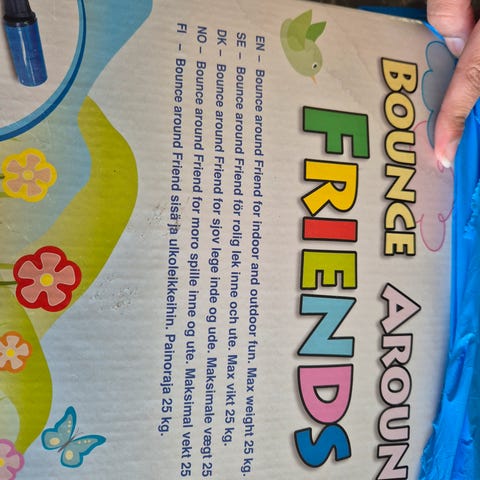 BOUNCE AROUN
FRIENDS
EN – Bounce around Friend for indoor and outdoor fun. Max weight 25 kg.
SE – Bounce around Friend för rolig lek inne och ute. Max vikt 25 kg.
DK – Bounce around Friend for sjov lege inde og ude. Maksimale vægt 25
NO – Bounce around Friend for moro spille inne og ute. Maksimal vekt 25
FI – Bounce around Friend sisä ja ulkoleikkeihin. Painoraja 25 kg.